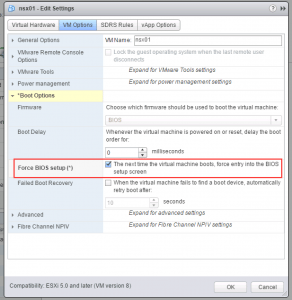 nsx01 - Edit Settings
Virtual Hardware VM Options SDRS Rules vApp Options
General Options VM Name: nsx01
VMware Remote Console Options
Lock the guest operating system when the last remote user disconnects
VMware Tools Expand for VMware Tools settings
Power management Expand for power management settings
*Boot Options
Firmware Choose which firmware should be used to boot the virtual machine:
BIOS
Boot Delay Whenever the virtual machine is powered on or reset, delay the boot order for:
0 milliseconds
Force BIOS setup (*) The next time the virtual machine boots, force entry into the BIOS setup screen
Failed Boot Recovery When the virtual machine fails to find a boot device, automatically retry boot after:
10 seconds
Advanced Expand for advanced settings
Fibre Channel NPIV Expand for Fibre Channel NPIV settings
Compatibility: ESXi 5.0 and later (VM version 8) OK Cancel